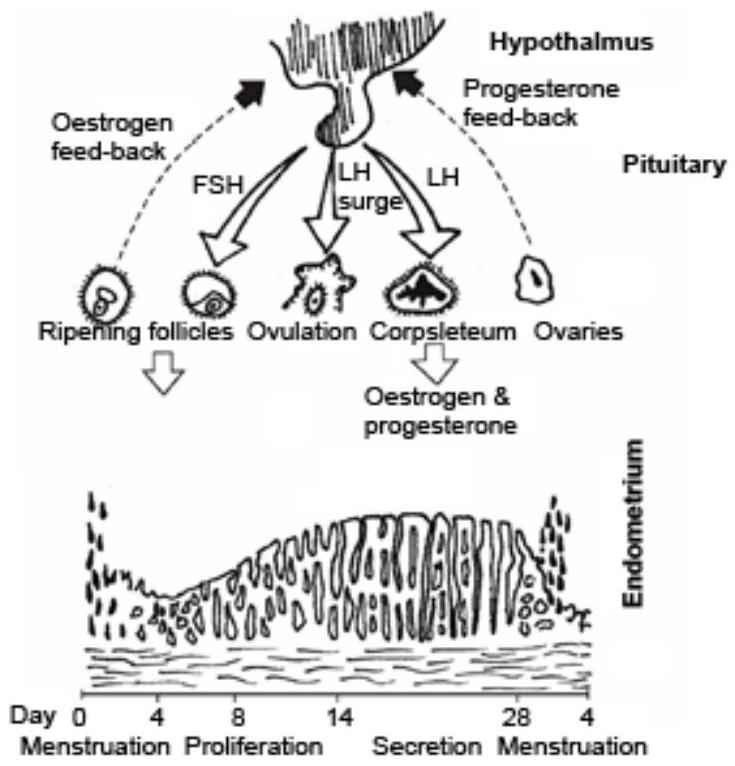 Hypothalmus
Oestrogen
feed-back
Progesterone
feed-back
Pituitary
FSH
LH
surge
LH
Ripening follicles Ovulation Corpsleteum Ovaries
Oestrogen &
progesterone
Endometrium
Day 0 4 8 14 28 4
Menstruation Proliferation Secretion Menstruation